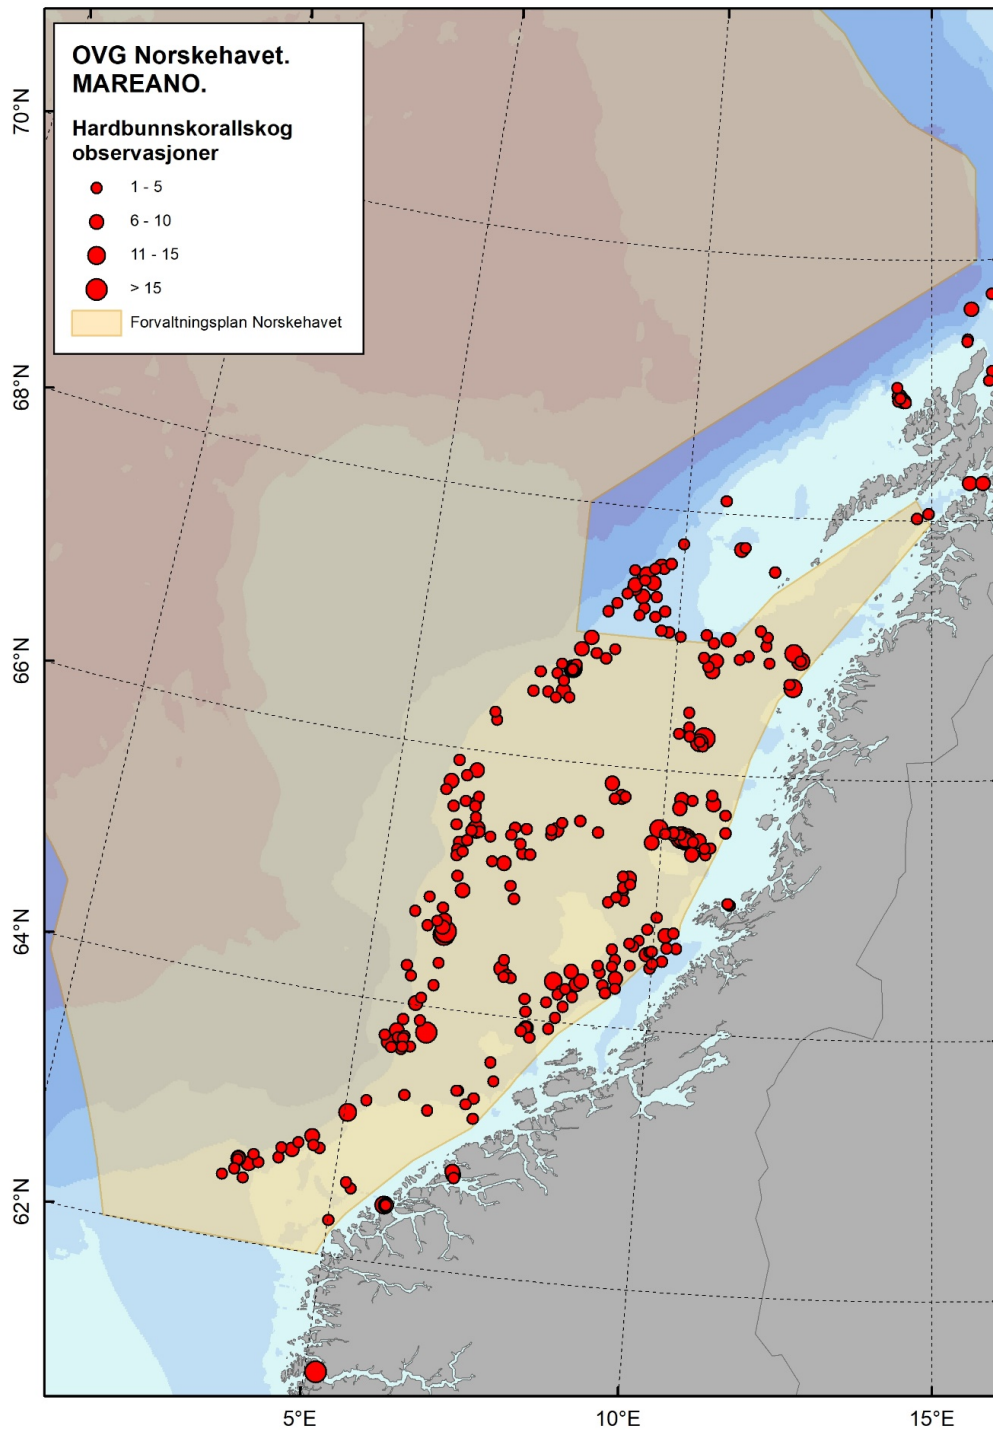 OVG Norskehavet.
MAREANO.
Hardbunnskorallskog
observasjoner
1 - 5
6 - 10
11 - 15
> 15
Forvaltningsplan Norskehavet
70°N
68°N
66°N
64°N
62°N
5°E
10°E
15°E